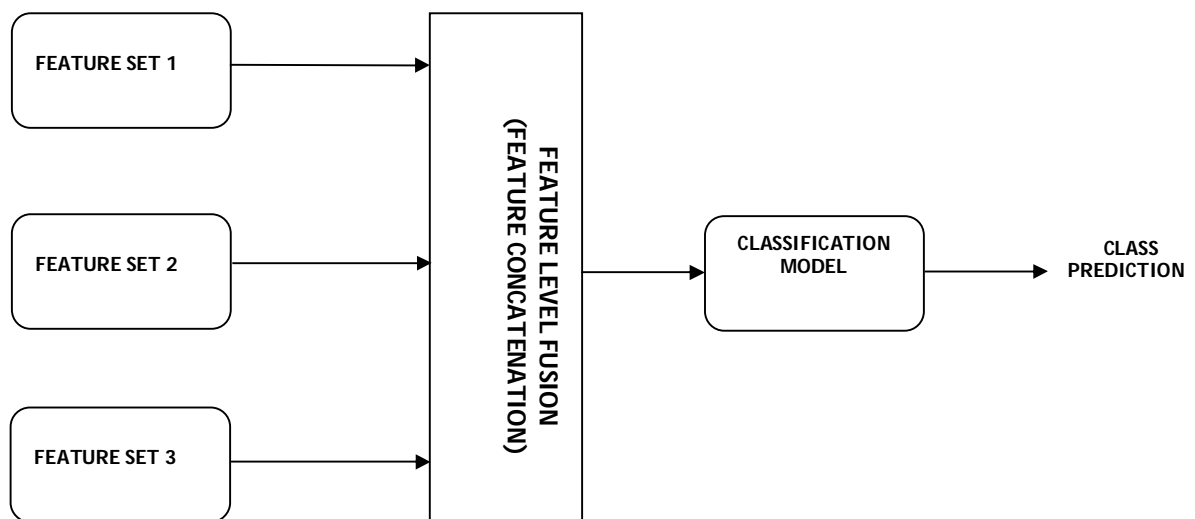 FEATURE SET 1
FEATURE SET 2
FEATURE SET 3
FEATURE LEVEL FUSION
(FEATURE CONCATENATION)
CLASSIFICATION
MODEL
CLASS
PREDICTION